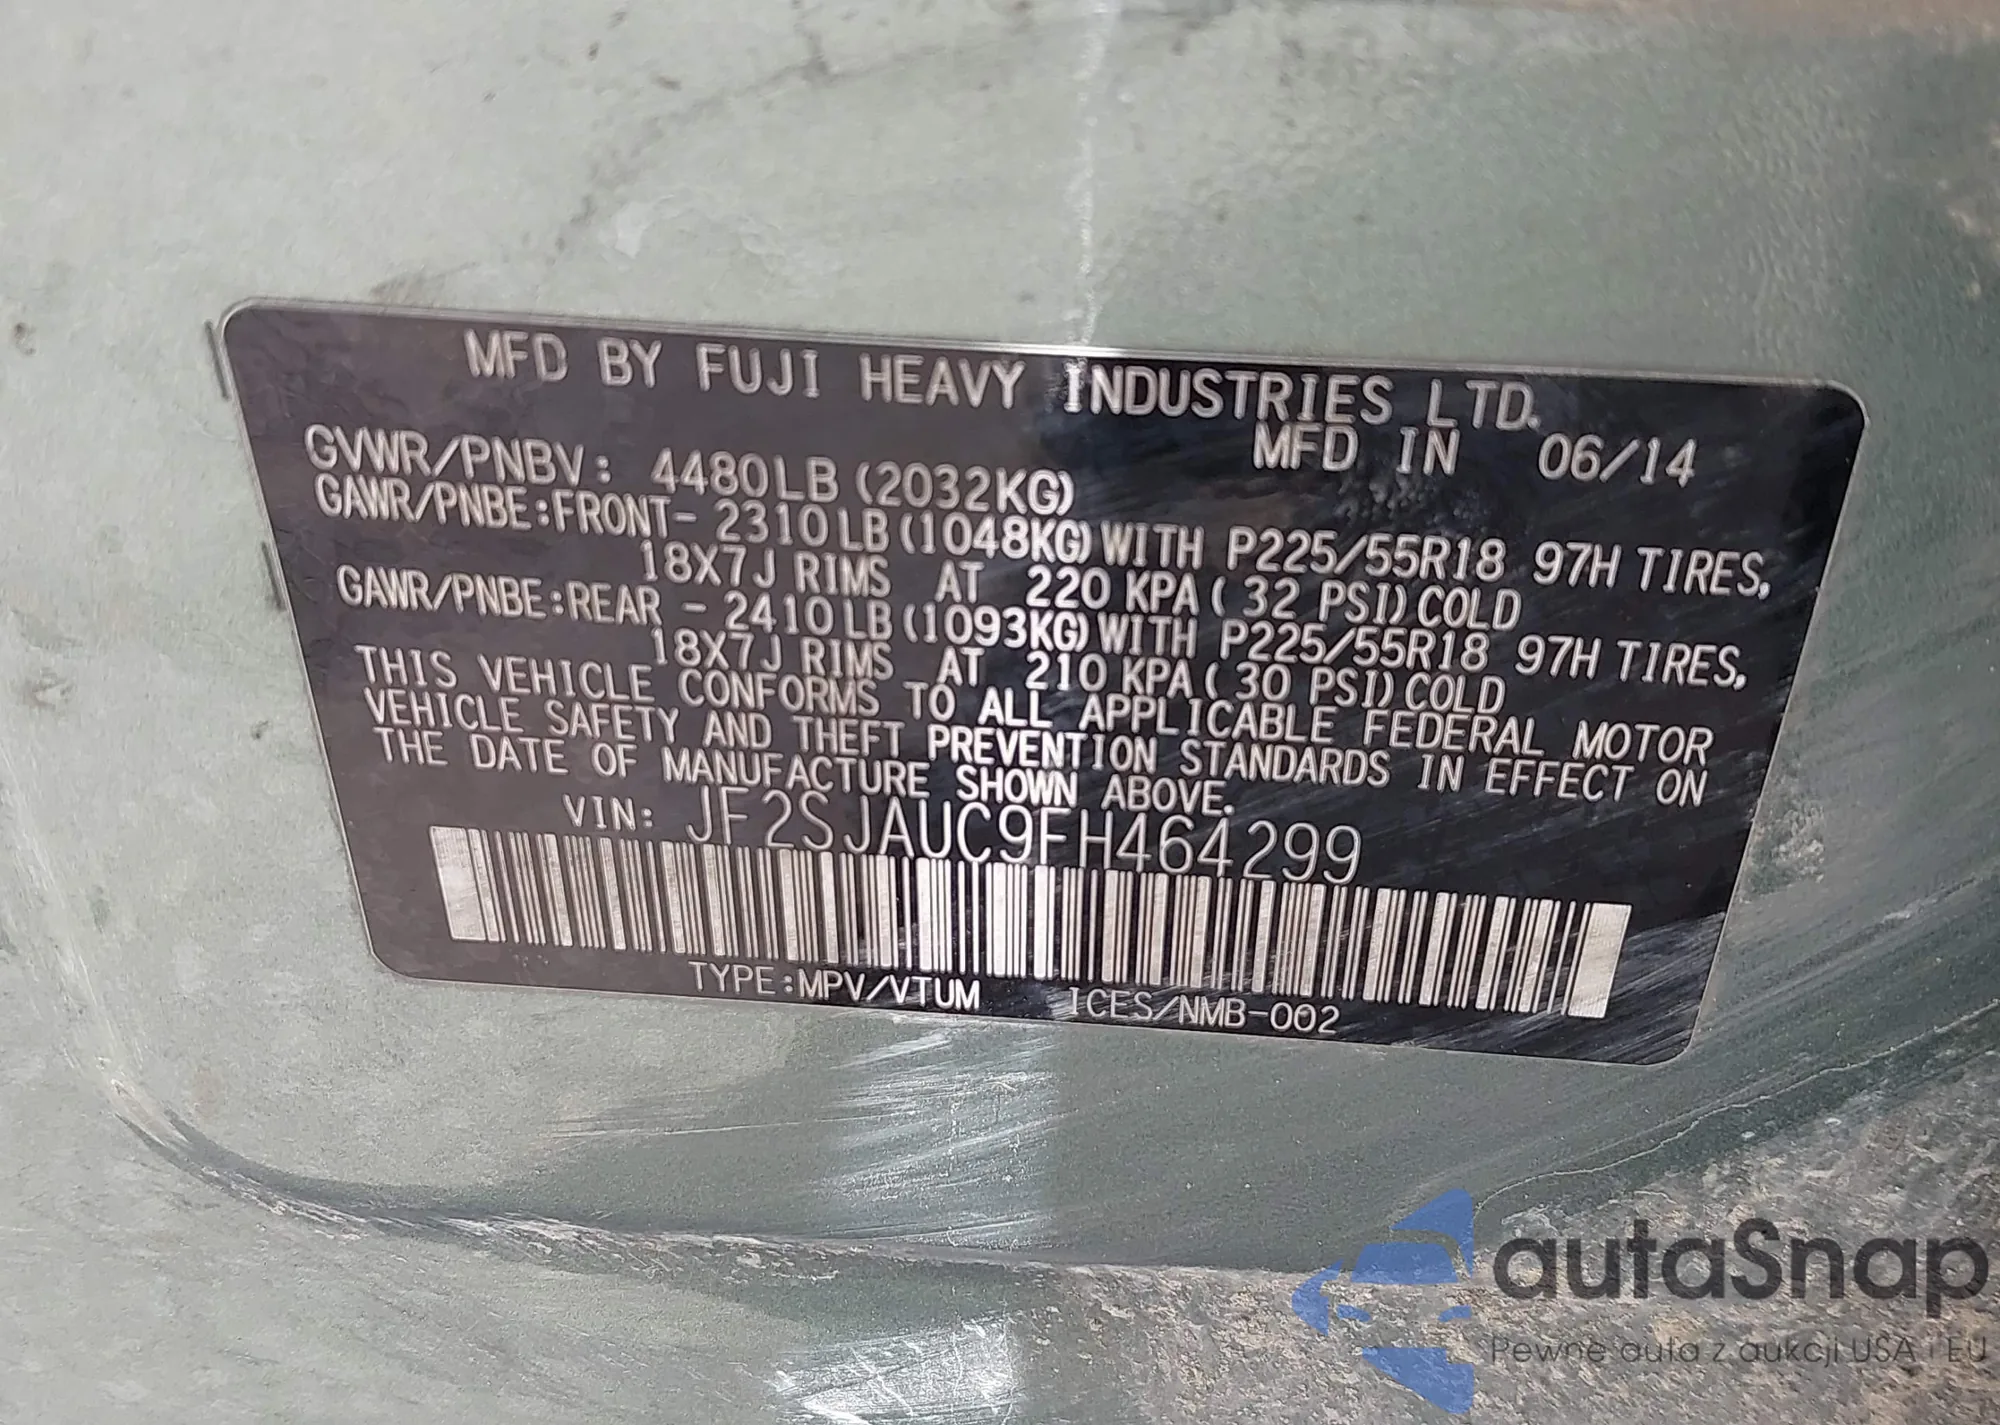 MFD BY FUJI HEAVY INDUSTRIES LTD.
MFD IN 06/14
GVWR/PNBV: 4480LB (2032KG)
GAWR/PNBE:FRONT- 2310LB(1048KG)WITH P225/55R18 97H TIRES,
18X7J RIMS AT 220 KPA( 32 PSI)COLD
GAWR/PNBE:REAR - 2410LB(1093KG)WITH P225/55R18 97H TIRES,
18X7J RIMS AT 210 KPA( 30 PSI)COLD
THIS VEHICLE CONFORMS TO ALL APPLICABLE FEDERAL MOTOR
VEHICLE SAFETY AND THEFT PREVENTION STANDARDS IN EFFECT ON
THE DATE OF MANUFACTURE SHOWN ABOVE.
VIN: JF2SJAUC9FH464299
TYPE:MPV/VTUM ICES/NMB-002
autaSnap
Pewne auta z aukcji USA i EU